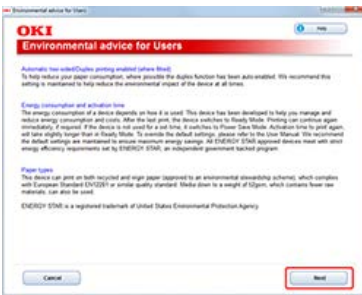 OKI Environmental advice for Users
OKI
Help
Environmental advice for Users
Automatic two-sided/Duplex printing enabled (where fitted)
To help reduce your paper consumption, where possible the duplex function has been auto-enabled. We recommend this
setting is maintained to help reduce the environmental impact of the device at all times.
Energy consumption and activation time
The energy consumption of a device depends on how it is used. This device has been developed to help you manage and
reduce energy consumption and costs. After the last print, the device switches to Ready Mode. Printing can continue again
immediately, if required. If the device is not used for a set time, it switches to Power Save Mode. Activation time to print again,
will take slightly longer than in Ready Mode. To override the default settings, please refer to the User Manual. We recommend
the default settings are maintained to ensure maximum energy savings. All ENERGY STAR approved devices meet with strict
energy efficiency requirements set by ENERGY STAR, an independent government backed program.
Paper types
This device can print on both recycled and virgin paper (approved to an environmental stewardship scheme), which complies
with European Standard EN12281 or similar quality standard. Media down to a weight of 52gsm, which contains fewer raw
materials, can also be used.
ENERGY STAR is a registered trademark of United States Environmental Protection Agency.
Cancel
Next